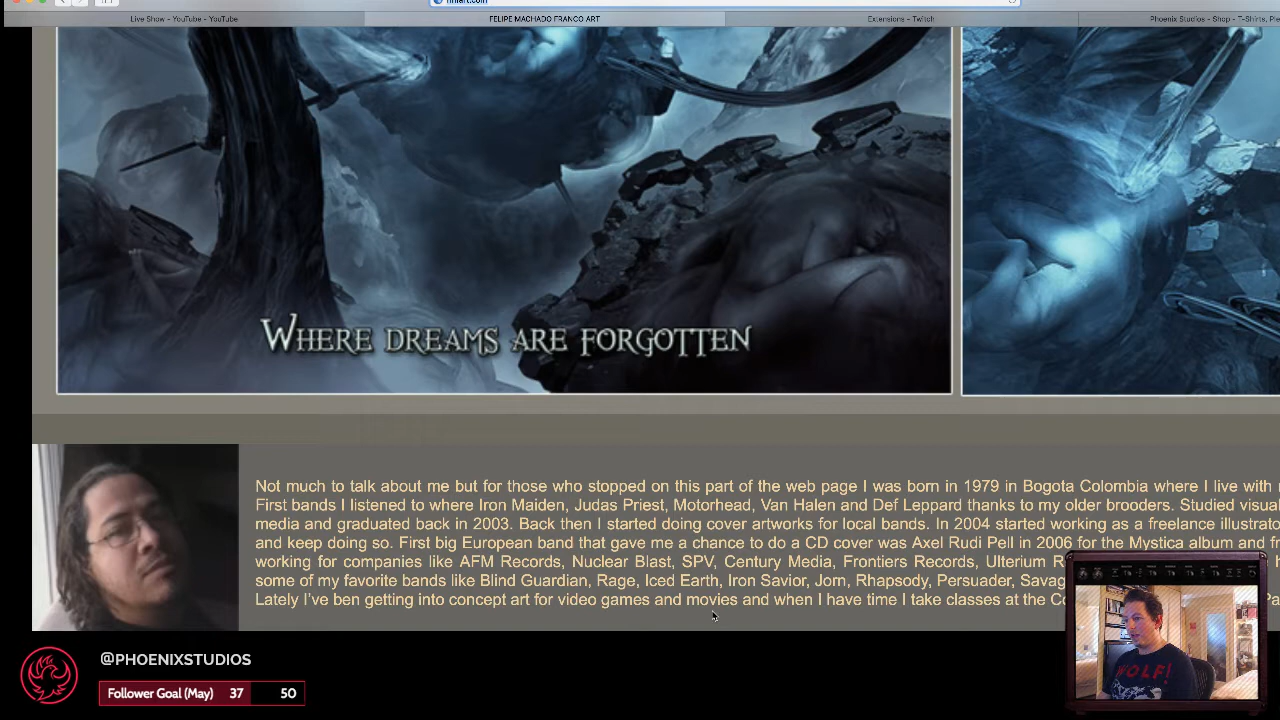 Live Show - YouTube - YouTube
FELIPE MACHADO FRANCO ART
Extensions - Twitch
Phoenix Studios - Shop - T-Shirts,
WHERE DREAMS ARE FORGOTTEN
Not much to talk about me but for those who stopped on this part of the web page I was born in 1979 in Bogota Colombia where I live with
First bands I listened to where Iron Maiden, Judas Priest, Motorhead, Van Halen and Def Leppard thanks to my older brooders. Studied
media and graduated back in 2003. Back then I started doing cover artworks for local bands. In 2004 started working as a freelance
and keep doing so. First big European band that gave me a chance to do a CD cover was Axel Rudi Pell in 2006 for the Mystica album and
working for companies like AFM Records, Nuclear Blast, SPV, Century Media, Frontiers Records, Ulterium
some of my favorite bands like Blind Guardian, Rage, Iced Earth, Iron Savior, Jorn, Rhapsody, Persuader,
Lately I've ben getting into concept art for video games and movies and when I have time I take classes at the
@PHOENIXSTUDIOS
Follower Goal (May) 37 50
WOLF!